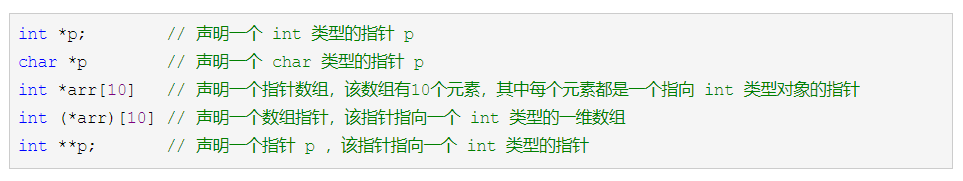 int *p;        // 声明一个 int 类型的指针 p
char *p        // 声明一个 char 类型的指针 p
int *arr[10]   // 声明一个指针数组，该数组有10个元素，其中每个元素都是一个指向 int 类型对象的指针
int (*arr)[10] // 声明一个数组指针，该指针指向一个 int 类型的一维数组
int **p;       // 声明一个指针 p ，该指针指向一个 int 类型的指针